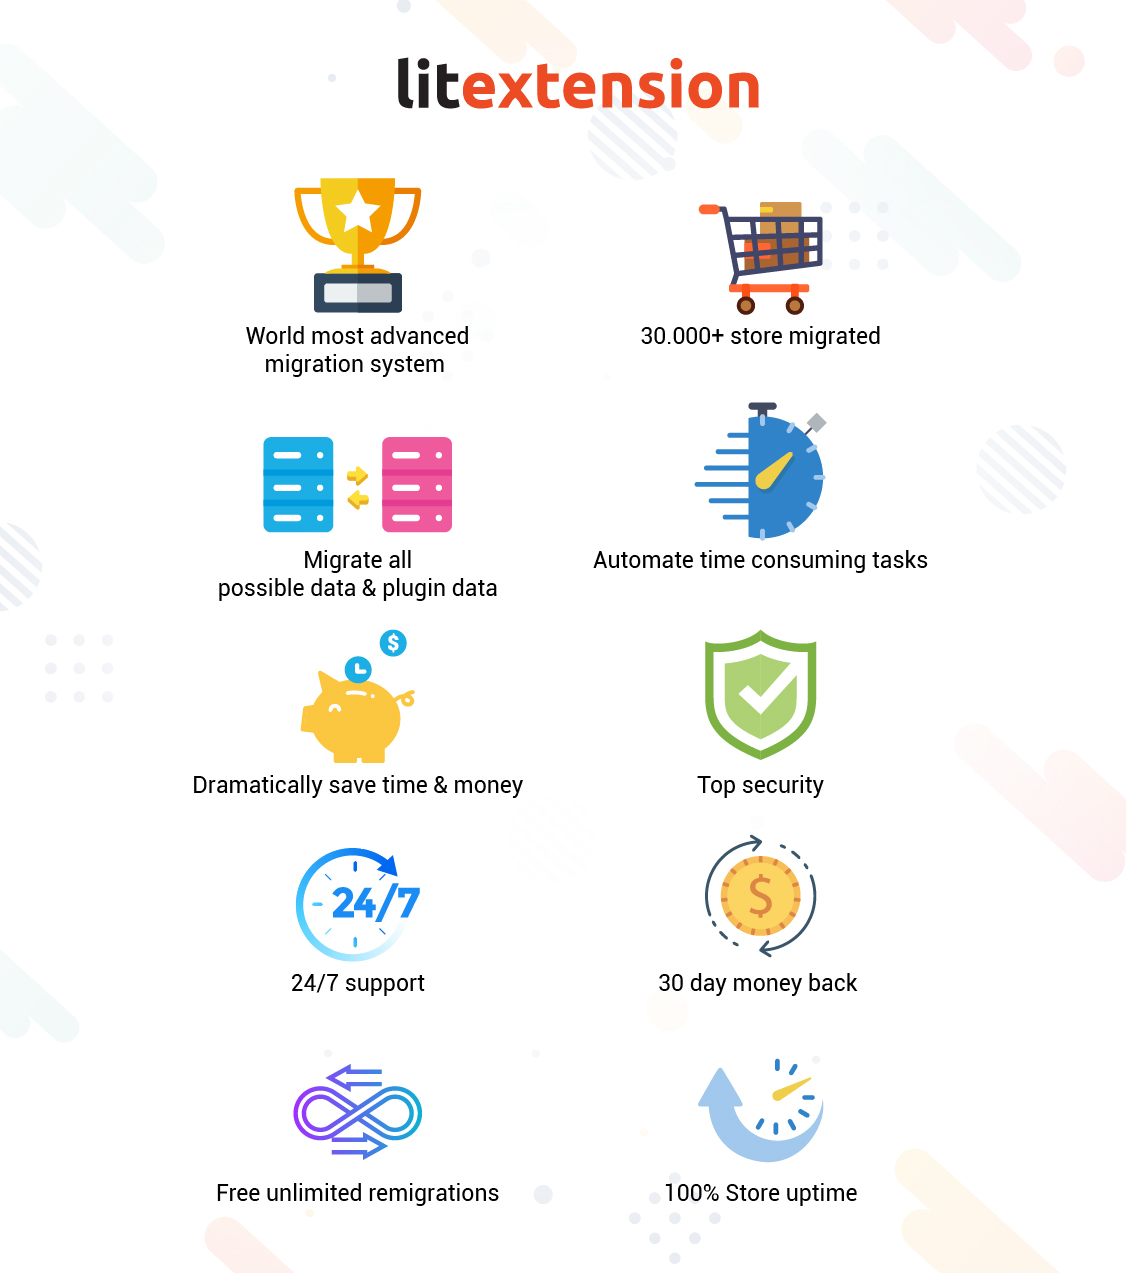 litextension
World most advanced
migration system
30.000+ store migrated
Migrate all
possible data & plugin data
Automate time consuming tasks
$
Dramatically save time & money
Top security
24/7
24/7 support
$
30 day money back
Free unlimited remigrations
100% Store uptime